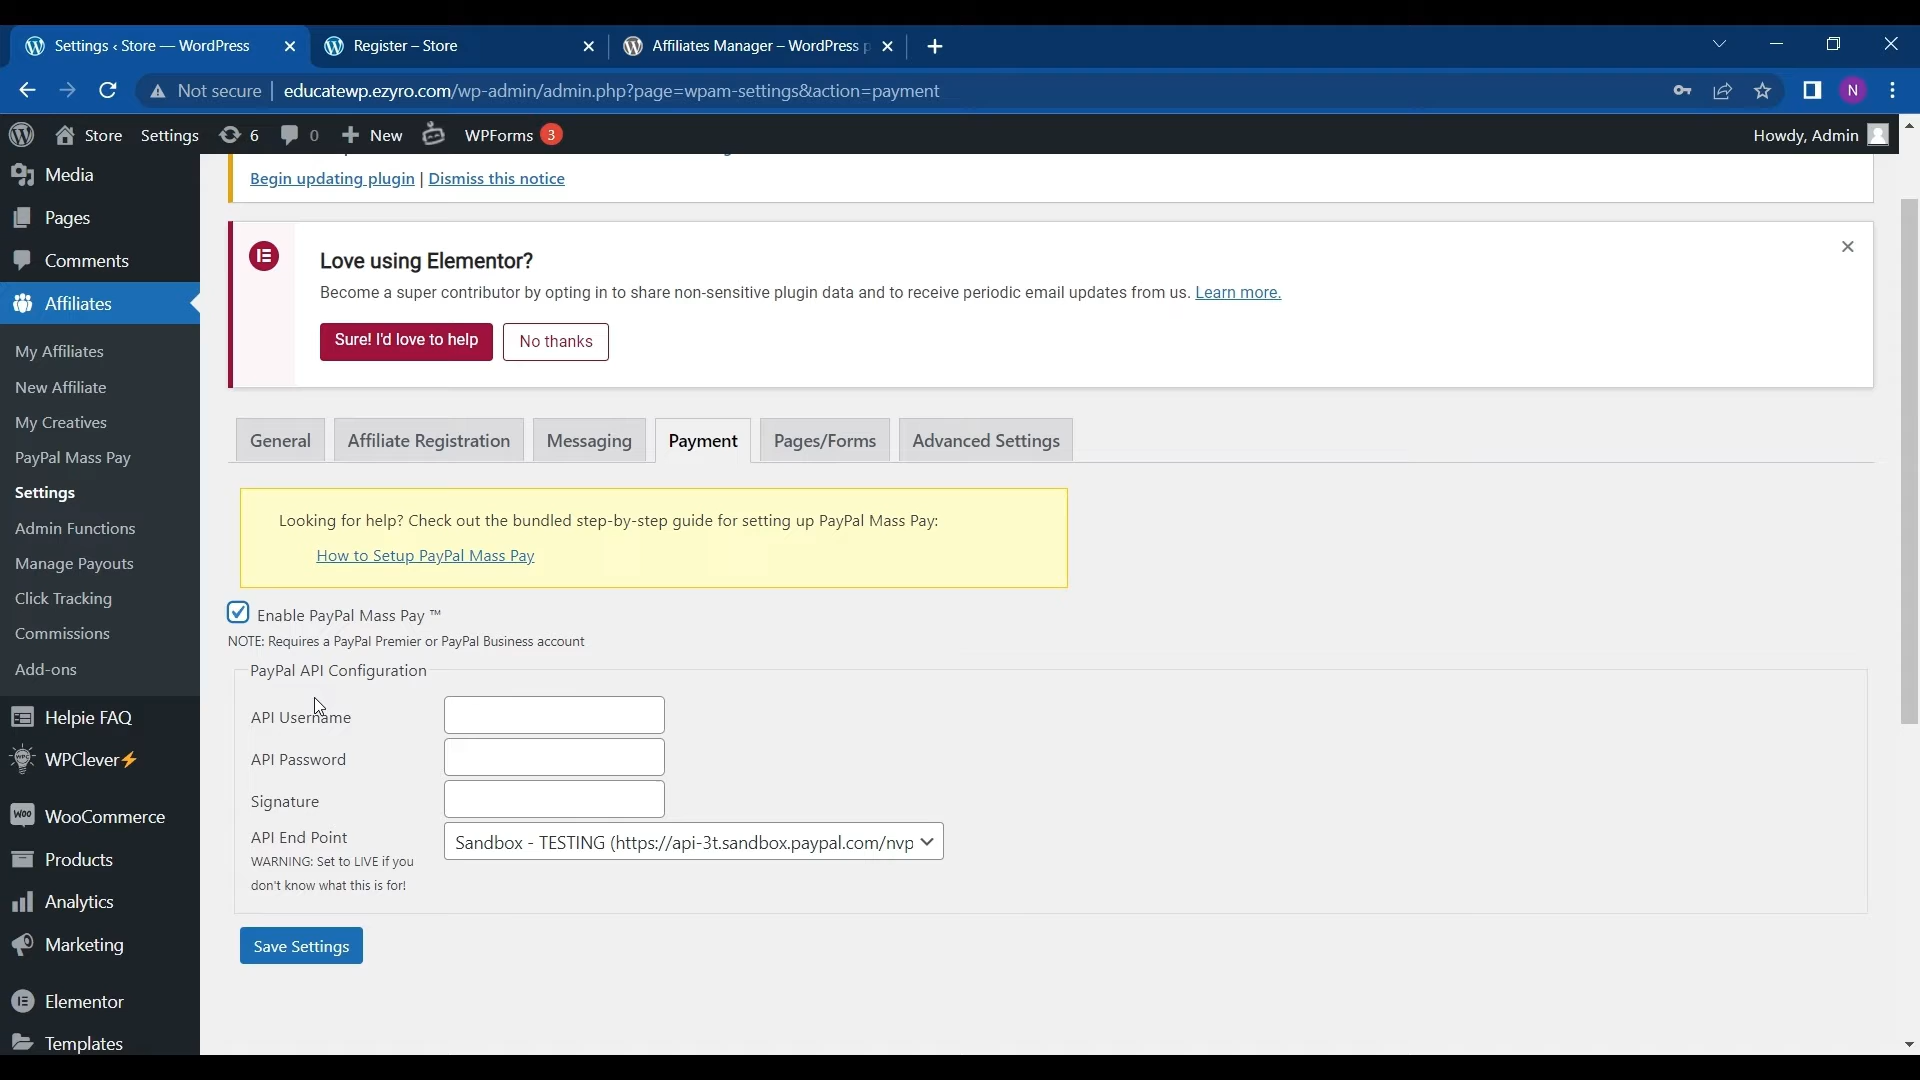 Settings ‹ Store — WordPress
Register – Store
Affiliates Manager – WordPress p
Not secure
educatewp.ezyro.com/wp-admin/admin.php?page=wpam-settings&action=payment
N
Store
Settings
6
0
New
WPForms 3
Howdy, Admin
Media
Pages
Comments
Affiliates
My Affiliates
New Affiliate
My Creatives
PayPal Mass Pay
Settings
Admin Functions
Manage Payouts
Click Tracking
Commissions
Add-ons
Helpie FAQ
WPClever⚡
WooCommerce
Products
Analytics
Marketing
Elementor
Templates
Begin updating plugin | Dismiss this notice
Love using Elementor?
Become a super contributor by opting in to share non-sensitive plugin data and to receive periodic email updates from us. Learn more.
Sure! I'd love to help
No thanks
General
Affiliate Registration
Messaging
Payment
Pages/Forms
Advanced Settings
Looking for help? Check out the bundled step-by-step guide for setting up PayPal Mass Pay:
How to Setup PayPal Mass Pay
Enable PayPal Mass Pay ™
NOTE: Requires a PayPal Premier or PayPal Business account
PayPal API Configuration
API Username
API Password
Signature
API End Point
WARNING: Set to LIVE if you
don't know what this is for!
Sandbox - TESTING (https://api-3t.sandbox.paypal.com/nvp
Save Settings